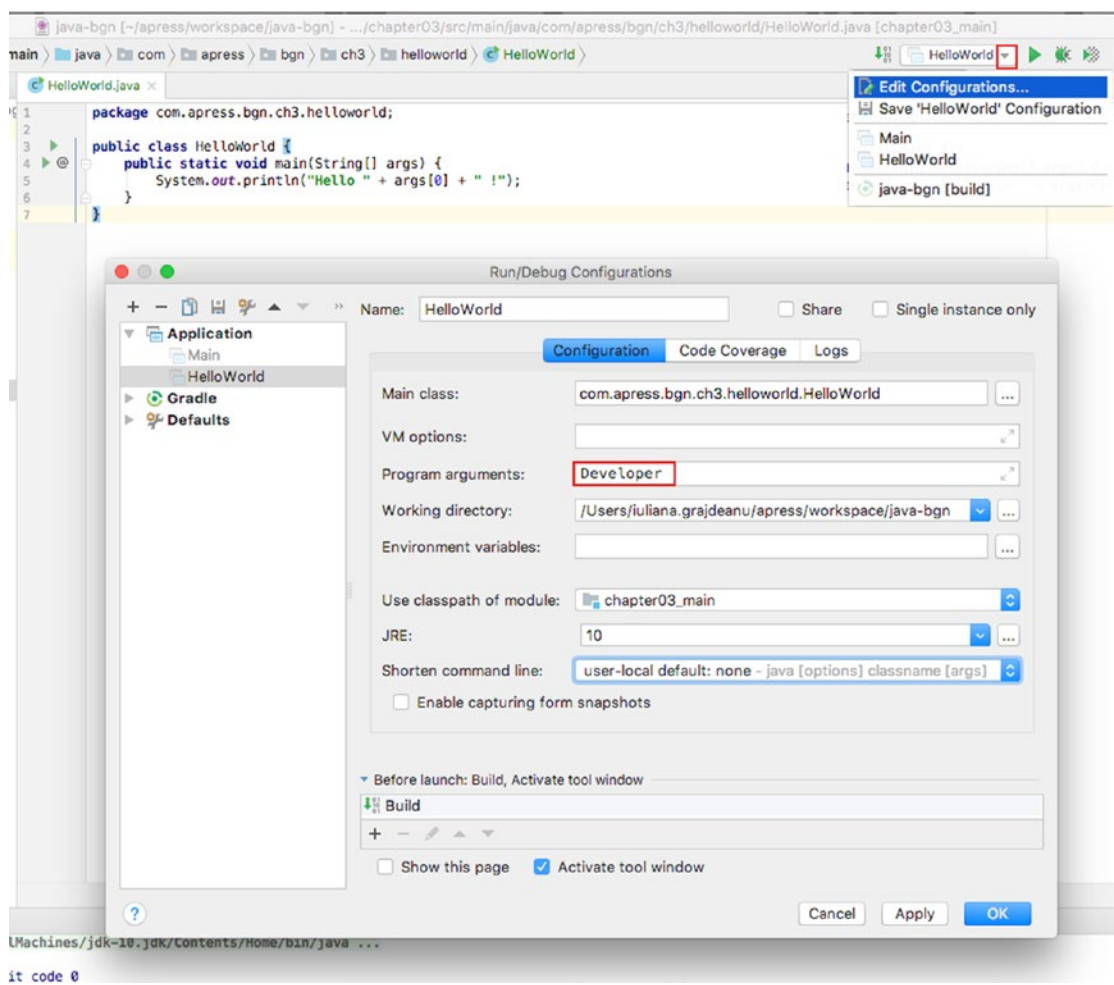 java-bgn [~/apress/workspace/java-bgn] - .../chapter03/src/main/java/com/apress/bgn/ch3/helloworld/HelloWorld.java [chapter03_main]
main java com apress bgn ch3 helloworld HelloWorld
HelloWorld
Edit Configurations...
Save 'HelloWorld' Configuration
Main
HelloWorld
java-bgn [build]
HelloWorld.java
1 package com.apress.bgn.ch3.helloworld;
2
3 public class HelloWorld {
4 @ public static void main(String[] args) {
5 System.out.println("Hello " + args[0] + " !");
6 }
7 }
Run/Debug Configurations
Application
Main
HelloWorld
Gradle
Defaults
Name: HelloWorld Share Single instance only
Configuration Code Coverage Logs
Main class: com.apress.bgn.ch3.helloworld.HelloWorld ...
VM options:
Program arguments: Developer
Working directory: /Users/iuliana.grajdeanu/apress/workspace/java-bgn ...
Environment variables: ...
Use classpath of module: chapter03_main
JRE: 10 ...
Shorten command line: user-local default: none - java [options] classname [args]
Enable capturing form snapshots
Before launch: Build, Activate tool window
Build
Show this page Activate tool window
? Cancel Apply OK
lMachines/jdk-10.jdk/Contents/Home/bin/java ...
it code 0